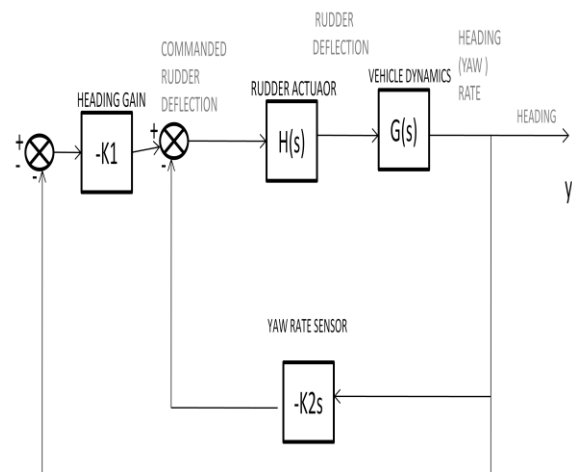 COMMANDED
RUDDER
DEFLECTION
RUDDER
DEFLECTION
HEADING
(YAW )
RATE
HEADING GAIN
RUDDER ACTUAOR
VEHICLE DYNAMICS
HEADING
+
-
-
-K1
+
-
H(s)
G(s)
y
YAW RATE SENSOR
-K2s